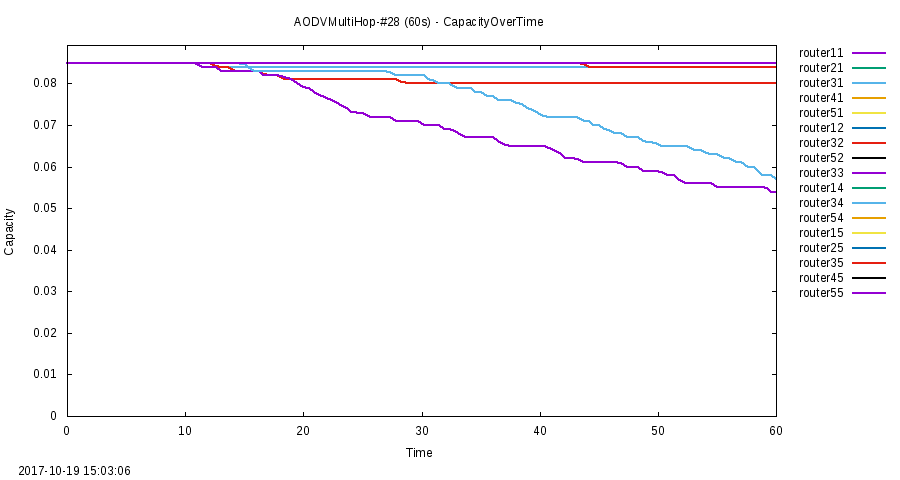 AODVMultiHop-#28 (60s) - CapacityOverTime
router11
router21
router31
router41
router51
router12
router32
router52
router33
router14
router34
router54
router15
router25
router35
router45
router55
0.08
0.07
0.06
0.05
0.04
0.03
0.02
0.01
0
Capacity
0 10 20 30 40 50 60
Time
2017-10-19 15:03:06